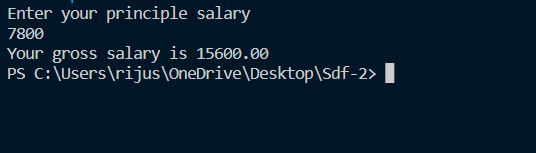 Enter your principle salary
7800
Your gross salary is 15600.00
PS C:\Users\rijus\OneDrive\Desktop\Sdf-2>